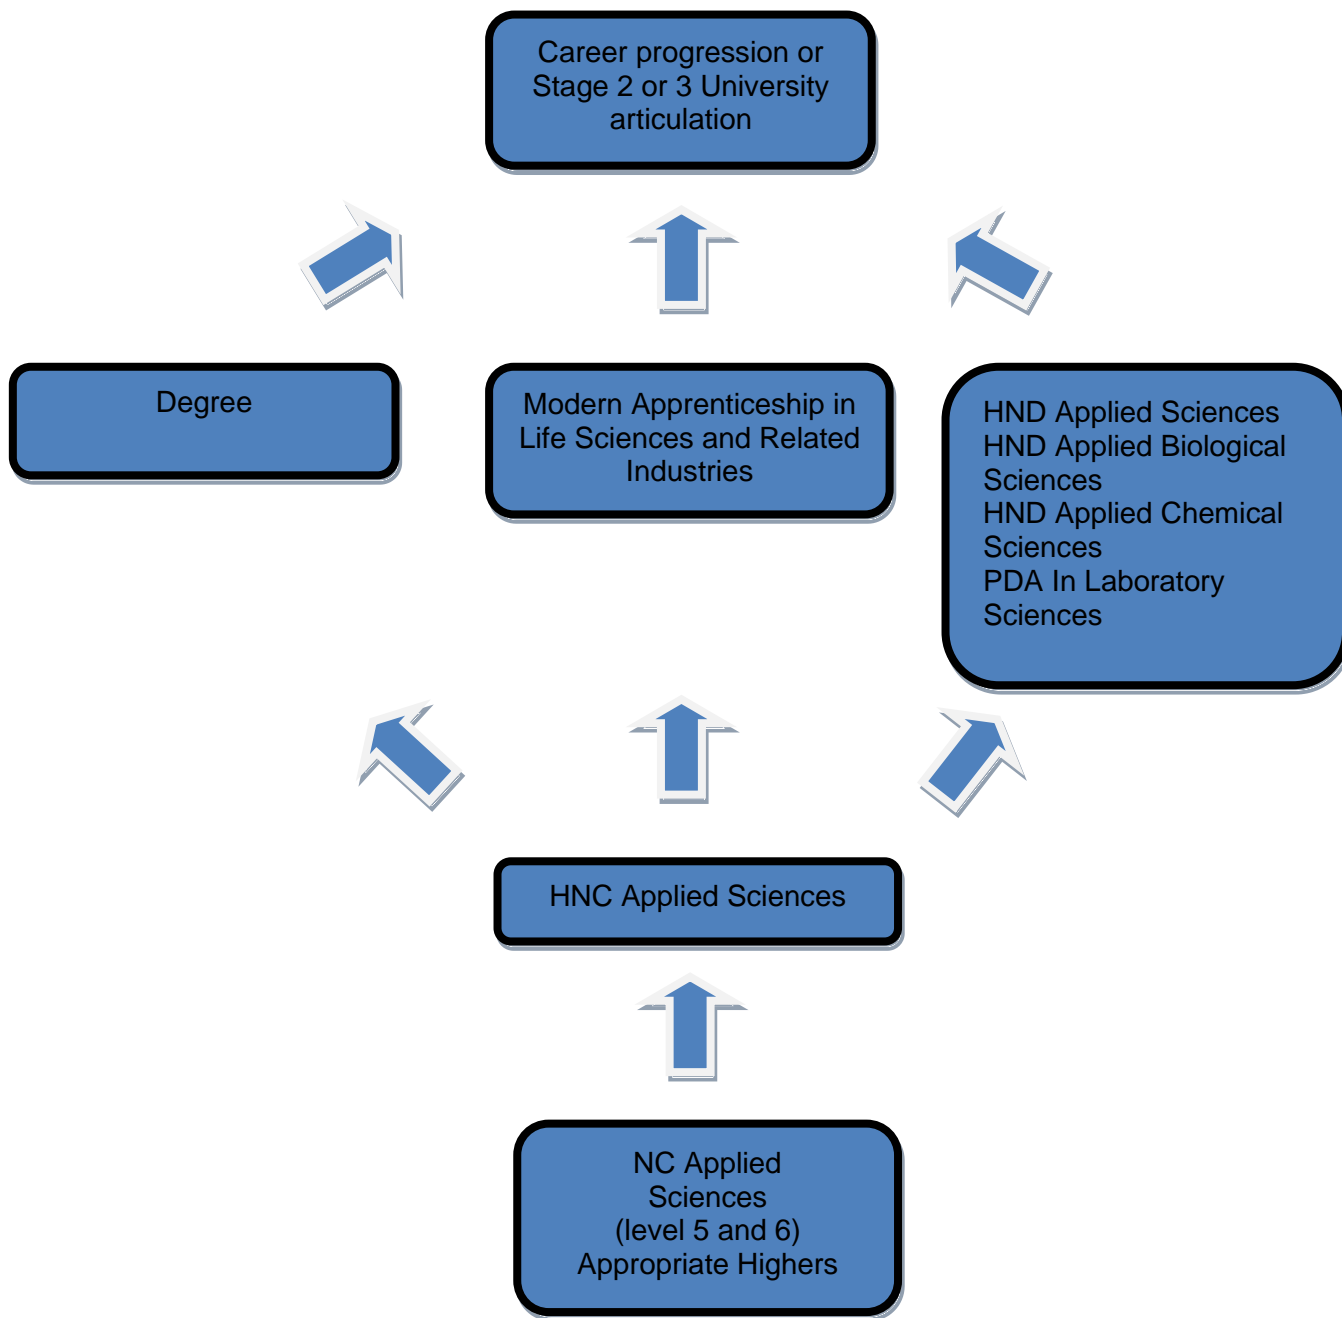 Career progression or
Stage 2 or 3 University
articulation
Degree
Modern Apprenticeship in
Life Sciences and Related
Industries
HND Applied Sciences
HND Applied Biological
Sciences
HND Applied Chemical
Sciences
PDA In Laboratory
Sciences
HNC Applied Sciences
NC Applied
Sciences
(level 5 and 6)
Appropriate Highers